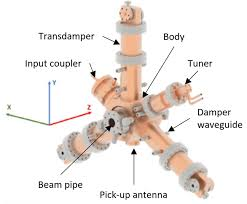 Transdamper
Body
Input coupler
Tuner
Y
X
Z
Damper
waveguide
Beam pipe
Pick-up antenna